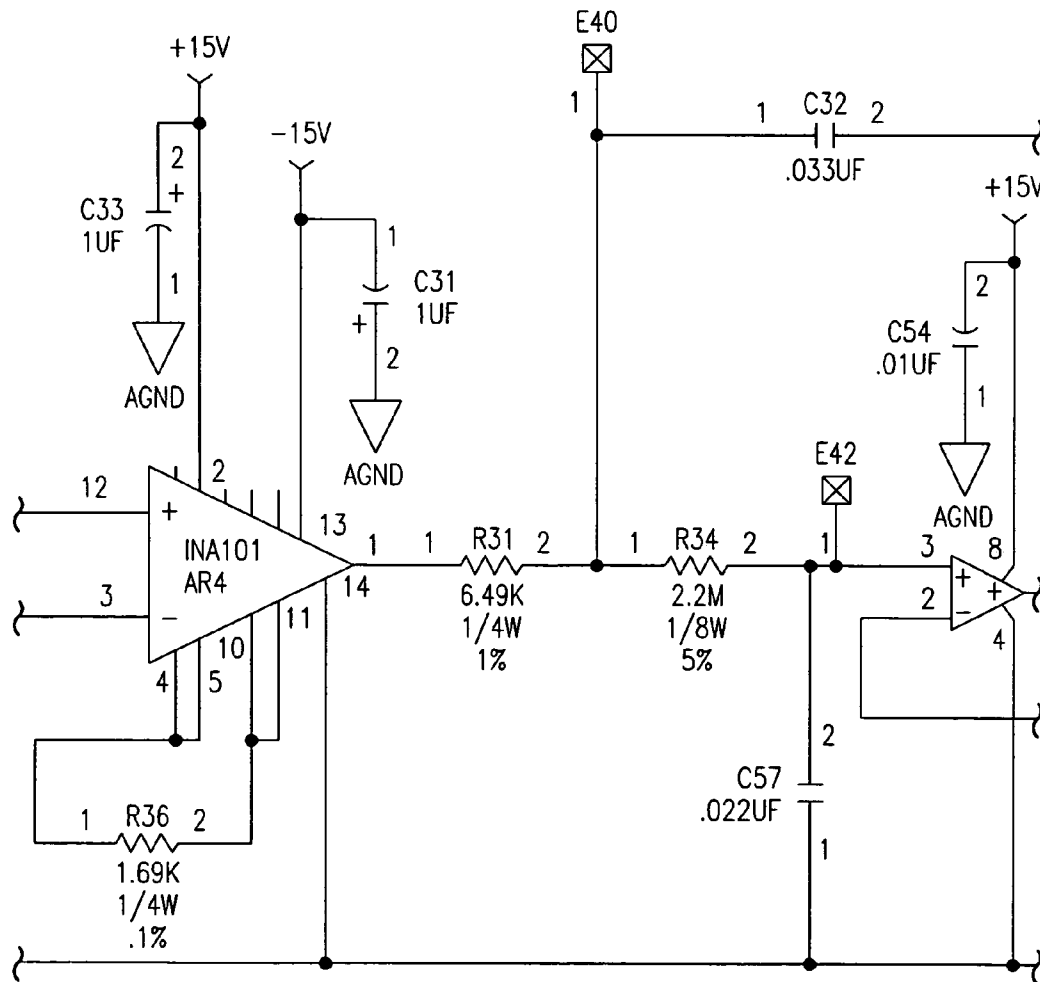 E40
+15V
1
1
C32
2
-15V
.033UF
2
+
+15V
C33
1UF
1
C31
1UF
1
+
2
2
C54
.01UF
1
AGND
AGND
E42
AGND
12
2
+
INA101
AR4
13
1
14
1
R31
2
6.49K
1/4W
1%
1
R34
2
2.2M
1/8W
5%
1
3
8
+
+
2
-
4
3
-
11
10
4
5
2
C57
.022UF
1
1
R36
2
1.69K
1/4W
.1%